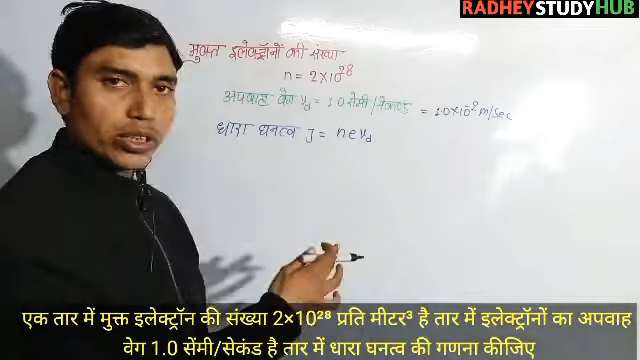 RADHEY STUDY HUB
मुक्त इलेक्ट्रॉनों की संख्या
n = 2×10²⁸
अपवाह वेग v_d = 1.0 सेमी/सेकण्ड = 1.0×10⁻² m/sec
धारा घनत्व J = nev_d
एक तार में मुक्त इलेक्ट्रॉन की संख्या 2×10²⁸ प्रति मीटर³ है तार में इलेक्ट्रॉनों का अपवाह
वेग 1.0 सेंमी/सेकंड है तार में धारा घनत्व की गणना कीजिए